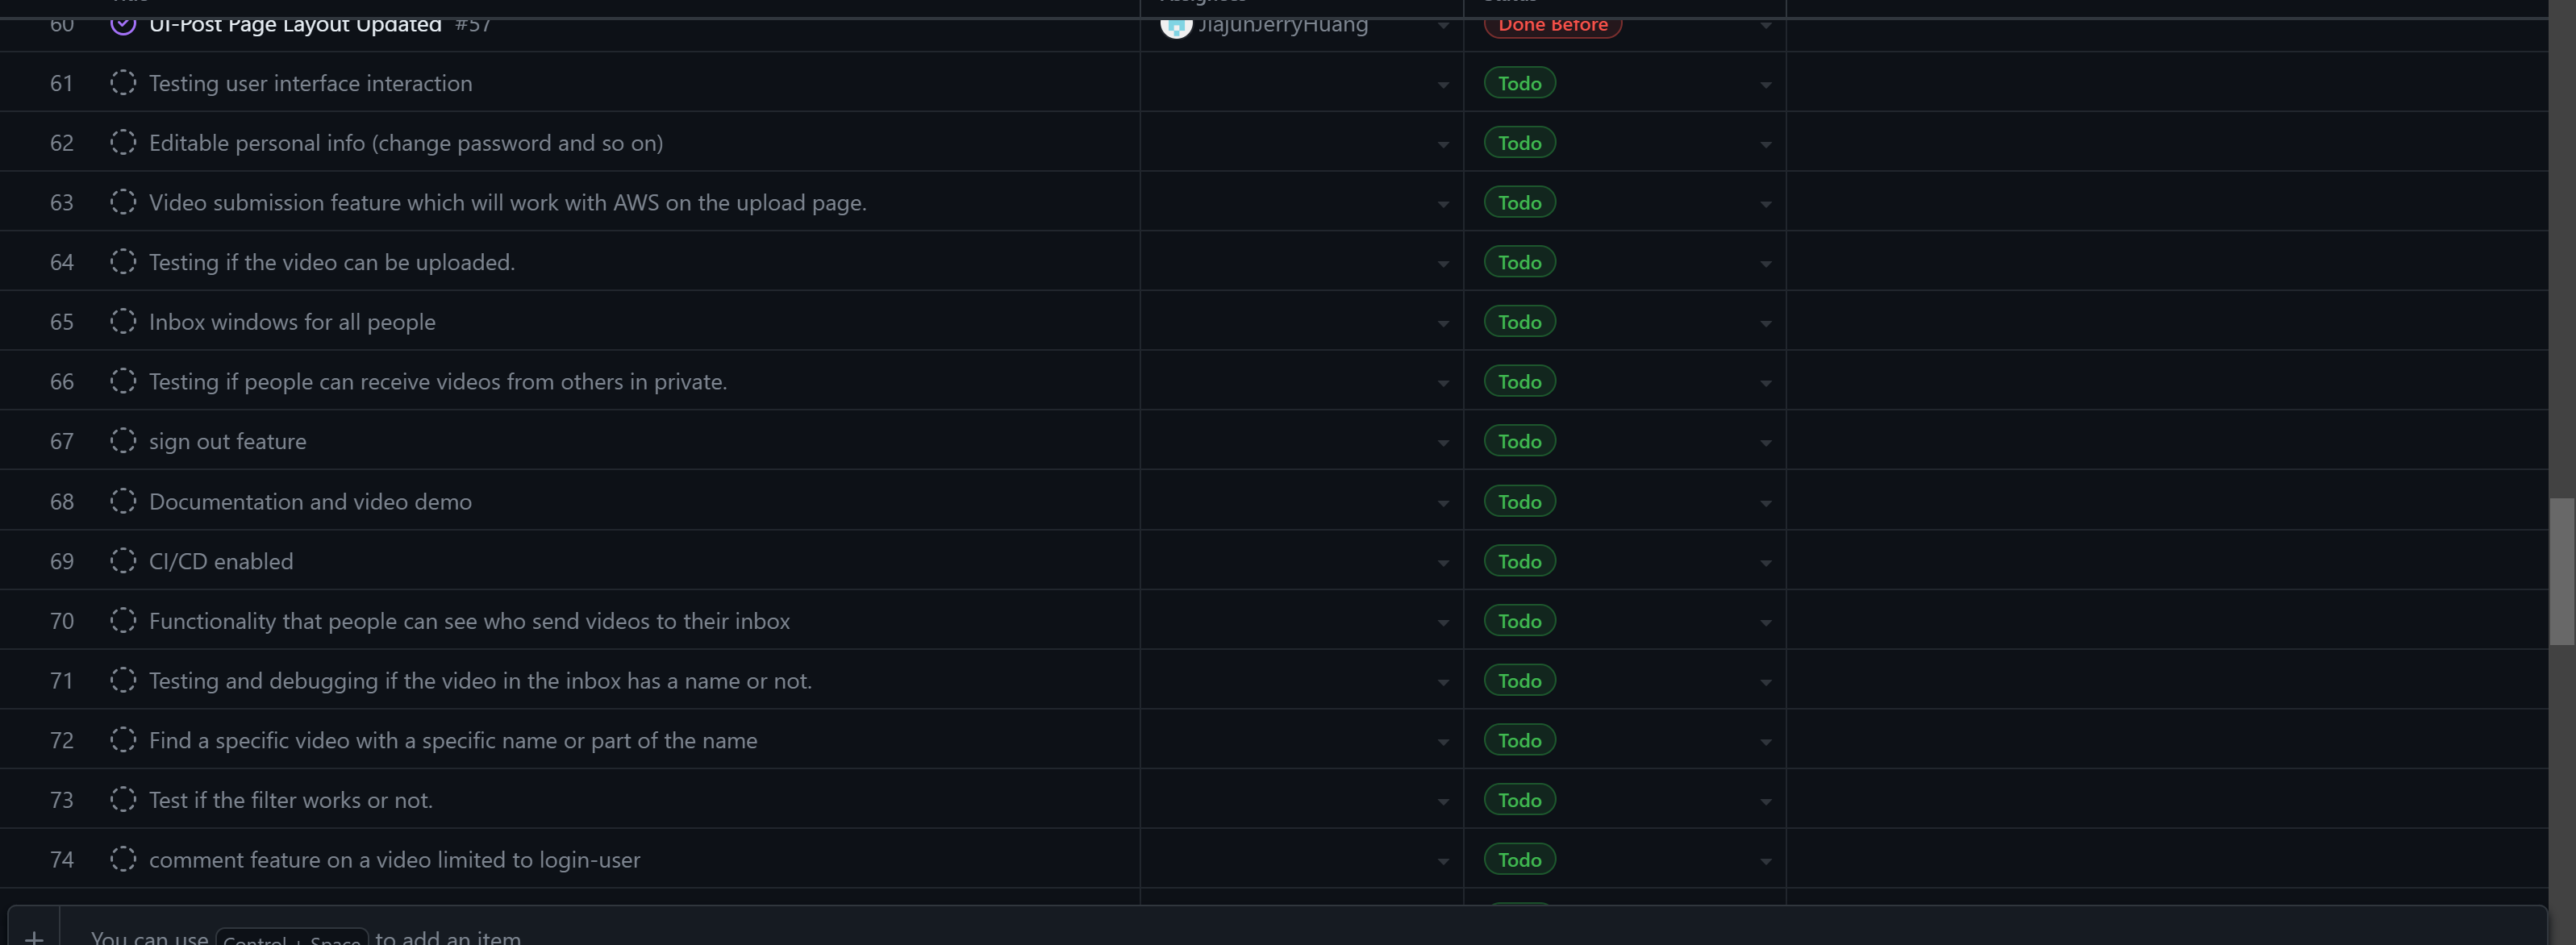 60 UI-Post Page Layout Updated #57 JiajunJerryHuang Done Before
61 Testing user interface interaction Todo
62 Editable personal info (change password and so on) Todo
63 Video submission feature which will work with AWS on the upload page. Todo
64 Testing if the video can be uploaded. Todo
65 Inbox windows for all people Todo
66 Testing if people can receive videos from others in private. Todo
67 sign out feature Todo
68 Documentation and video demo Todo
69 CI/CD enabled Todo
70 Functionality that people can see who send videos to their inbox Todo
71 Testing and debugging if the video in the inbox has a name or not. Todo
72 Find a specific video with a specific name or part of the name Todo
73 Test if the filter works or not. Todo
74 comment feature on a video limited to login-user Todo
+ You can use Control + Space to add an item